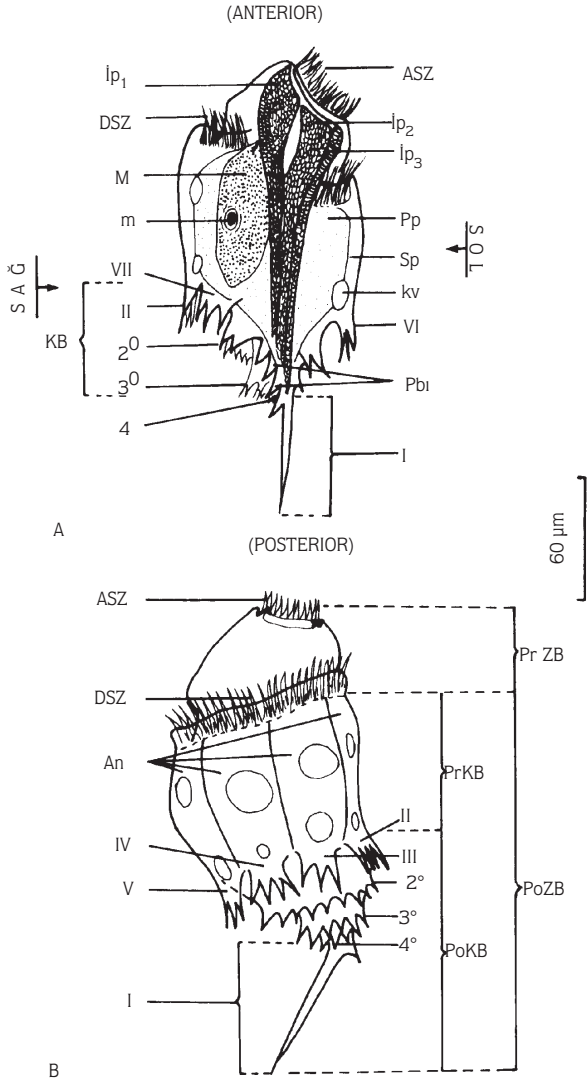 (ANTERIOR)
İp1
ASZ
DSZ
İp2
İp3
M
Pp
m
SAĞ
SOL
Sp
VII
kv
II
VI
KB
2⁰
3⁰
Pbı
4
I
A
60 µm
(POSTERIOR)
ASZ
Pr ZB
DSZ
An
PrKB
II
IV
III
V
2°
PoZB
3°
4°
PoKB
I
B